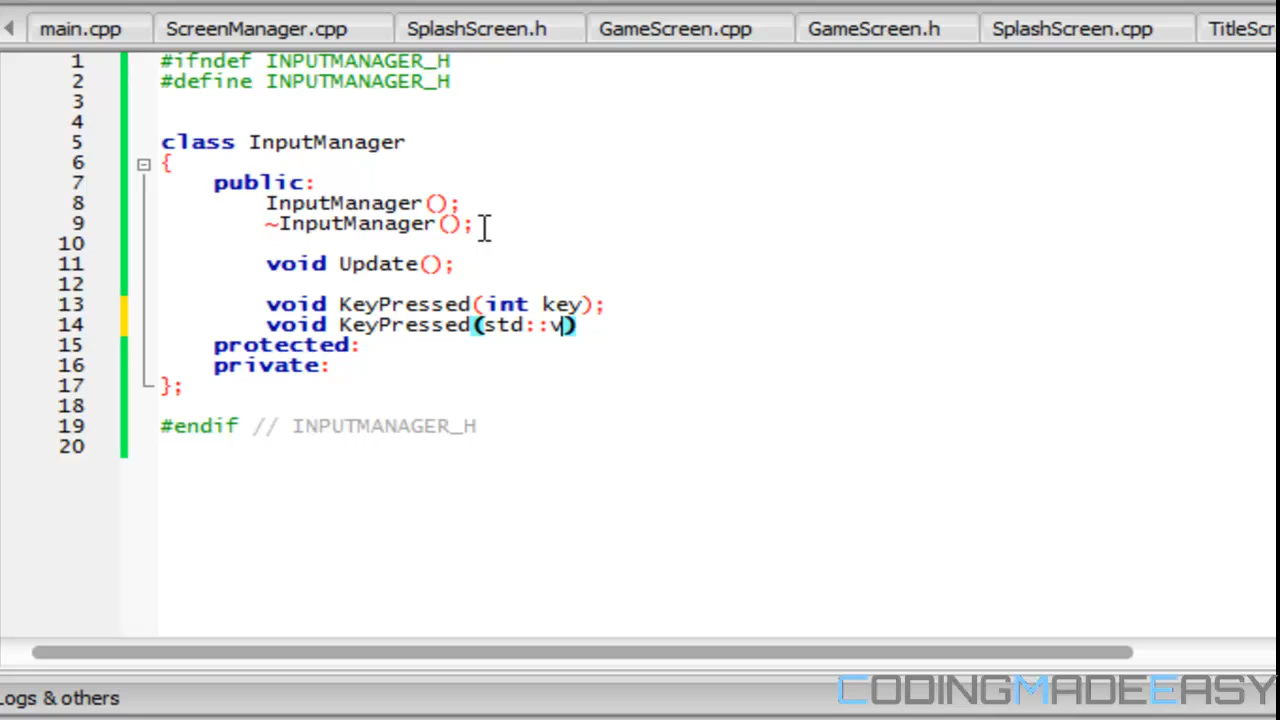 main.cpp ScreenManager.cpp SplashScreen.h GameScreen.cpp GameScreen.h SplashScreen.cpp TitleScr
1 #ifndef INPUTMANAGER_H
2 #define INPUTMANAGER_H
3
4
5 class InputManager
6 {
7 public:
8 InputManager();
9 ~InputManager();
10
11 void Update();
12
13 void KeyPressed(int key);
14 void KeyPressed(std::v)
15 protected:
16 private:
17 };
18
19 #endif // INPUTMANAGER_H
20
Logs & others
CODINGMADEEASY